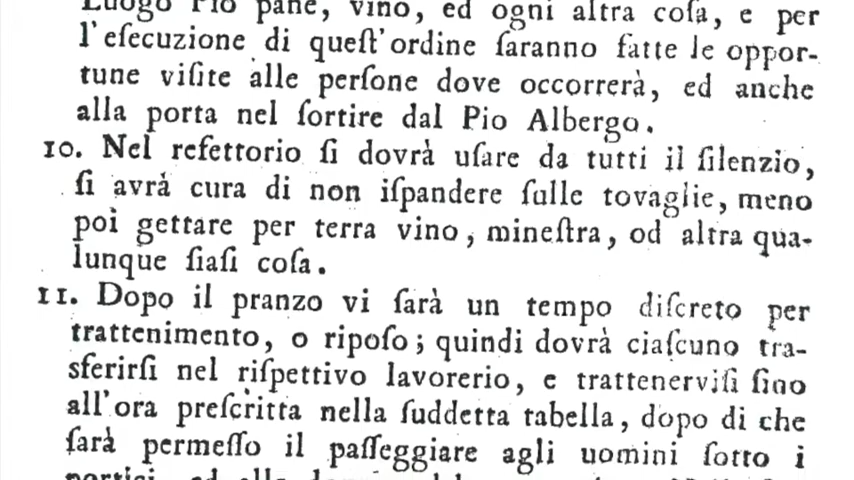 Luogo Pio pane, vino, ed ogni altra coſa, e per
l'eſecuzione di queſt'ordine ſaranno fatte le oppor-
tune viſite alle perſone dove occorrerà, ed anche
alla porta nel ſortire dal Pio Albergo.
10. Nel refettorio ſi dovrà uſare da tutti il ſilenzio,
ſi avrà cura di non iſpandere ſulle tovaglie, meno
poi gettare per terra vino, mineſtra, od altra qua-
lunque ſiaſi coſa.
11. Dopo il pranzo vi ſarà un tempo diſcreto per
trattenimento, o ripoſo; quindi dovrà ciaſcuno tra-
sferirſi nel riſpettivo lavorerio, e trattenerviſi ſino
all'ora preſcritta nella ſuddetta tabella, dopo di che
ſarà permeſſo il paſſeggiare agli uomini ſotto i
portici, ed alle